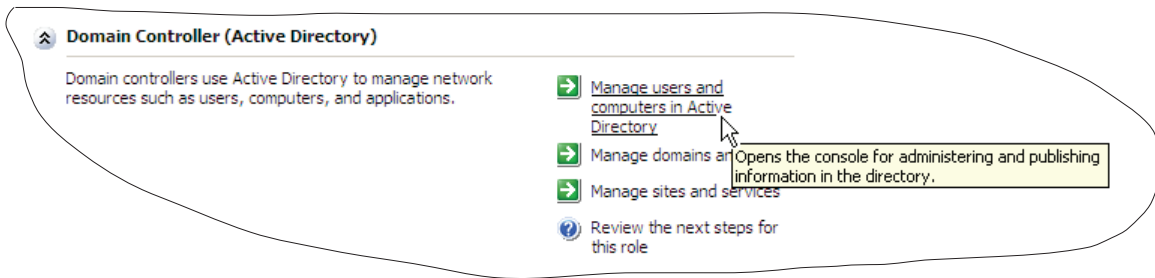 Domain Controller (Active Directory)
Domain controllers use Active Directory to manage network
resources such as users, computers, and applications.
Manage users and
computers in Active
Directory
Manage domains
Opens the console for administering and publishing
information in the directory.
Manage sites and services
Review the next steps for
this role